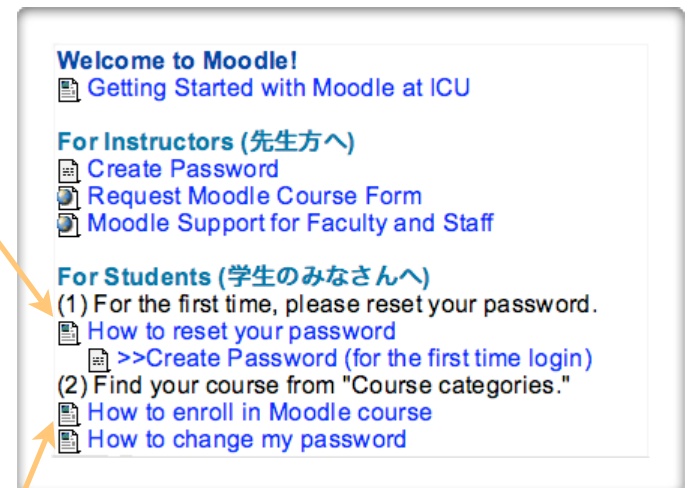 Welcome to Moodle!
Getting Started with Moodle at ICU
For Instructors (先生方へ)
Create Password
Request Moodle Course Form
Moodle Support for Faculty and Staff
For Students (学生のみなさんへ)
(1) For the first time, please reset your password.
How to reset your password
>>Create Password (for the first time login)
(2) Find your course from "Course categories."
How to enroll in Moodle course
How to change my password